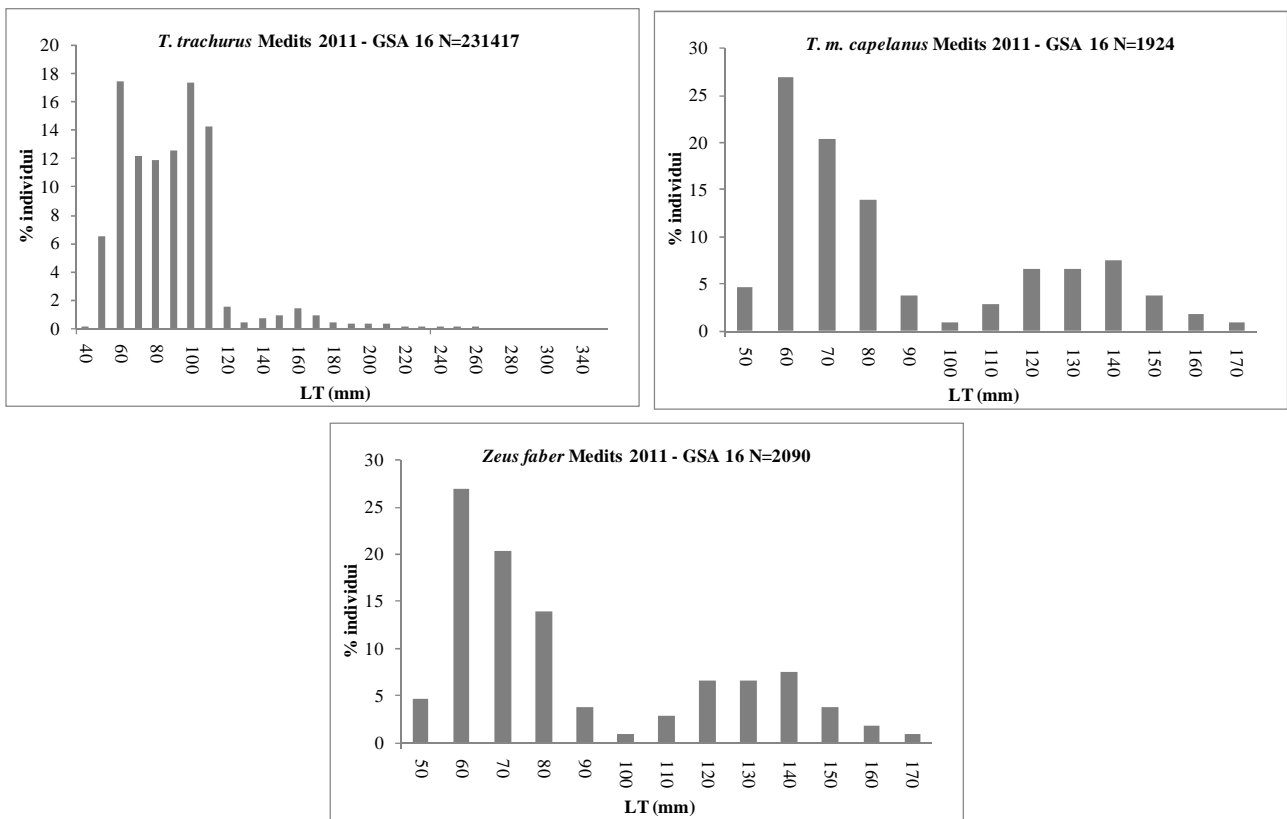 T. trachurus Medits 2011 - GSA 16 N=231417
% individui
20
18
16
14
12
10
8
6
4
2
0
40 60 80 100 120 140 160 180 200 220 240 260 300 340
LT (mm)
T. m. capelanus Medits 2011 - GSA 16 N=1924
% individui
30
25
20
15
10
5
0
50 60 70 80 90 100 110 120 130 140 150 160 170
LT (mm)
Zeus faber Medits 2011 - GSA 16 N=2090
% individui
30
25
20
15
10
5
0
50 60 70 80 90 100 110 120 130 140 150 160 170
LT (mm)